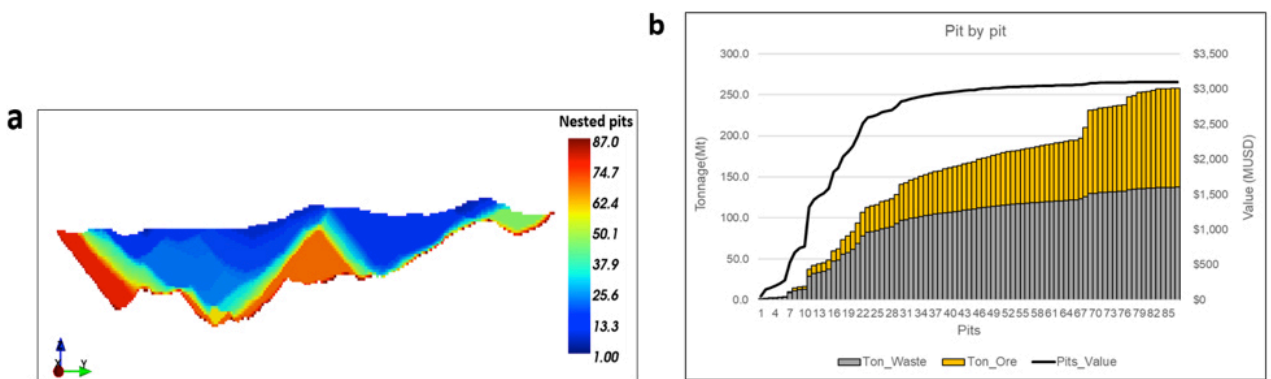 a
Nested pits
87.0
74.7
62.4
50.1
37.9
25.6
13.3
1.00
Z
X
Y
b
Pit by pit
Tonnage(Mt)
300.0
250.0
200.0
150.0
100.0
50.0
0.0
Value (MUSD)
$3,500
$3,000
$2,500
$2,000
$1,500
$1,000
$500
$0
1 4 7 10 13 16 19 22 25 28 31 34 37 40 43 46 49 52 55 58 61 64 67 70 73 76 79 82 85
Pits
Ton_Waste Ton_Ore Pits_Value